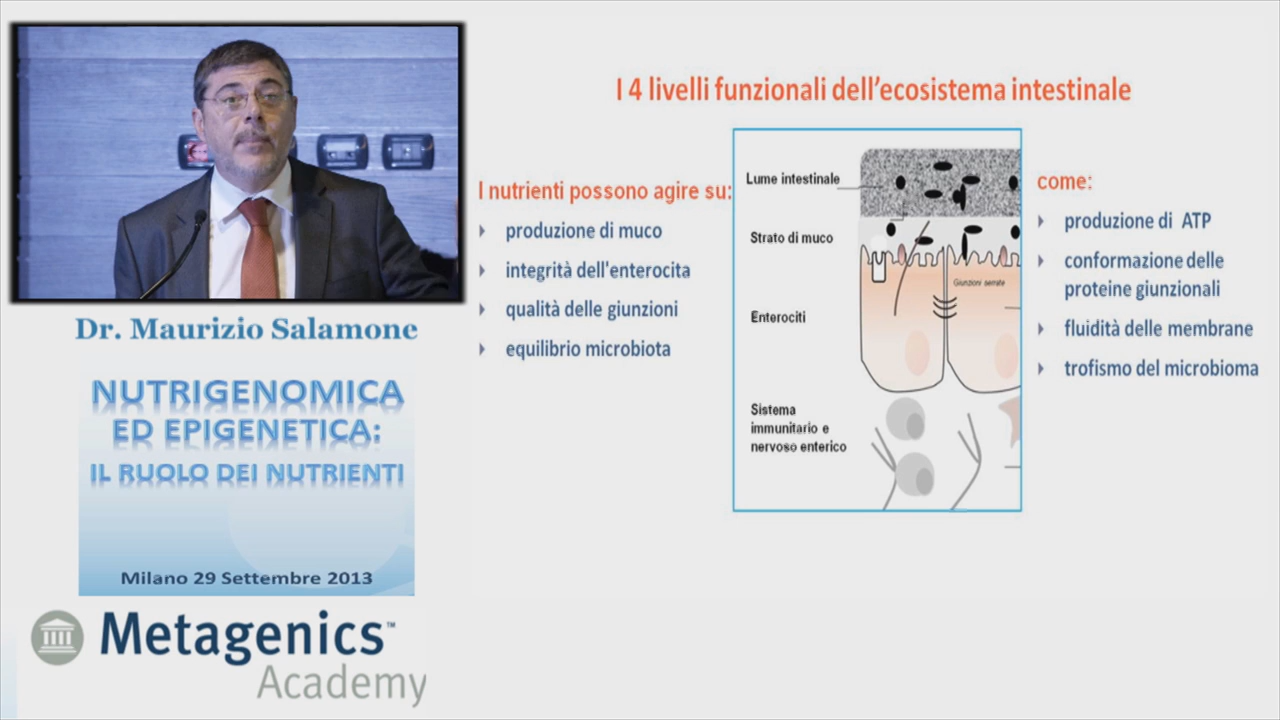 I 4 livelli funzionali dell'ecosistema intestinale
I nutrienti possono agire su:
produzione di muco
integrità dell'enterocita
qualità delle giunzioni
equilibrio microbiota
Lume intestinale
Strato di muco
Giunzioni serrate
Enterociti
Sistema
immunitario e
nervoso enterico
come:
produzione di ATP
conformazione delle
proteine giunzionali
fluidità delle membrane
trofismo del microbioma
Dr. Maurizio Salamone
NUTRIGENOMICA
ED EPIGENETICA:
IL RUOLO DEI NUTRIENTI
Milano 29 Settembre 2013
Metagenics™
Academy